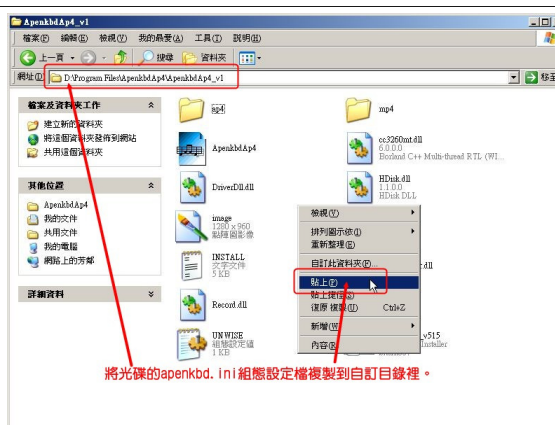 ApenkbdAp4_v1
檔案(F) 編輯(E) 檢視(V) 我的最愛(A) 工具(T) 說明(H)
上一頁 搜尋 資料夾
網址(D) D:\Program Files\ApenkbdAp4\ApenkbdAp4_v1 移至
檔案及資料夾工作
建立新的資料夾
將這個資料夾發佈到網站
共用這個資料夾
其他位置
ApenkbdAp4
我的文件
共用文件
我的電腦
網路上的芳鄰
詳細資料
ap4
mp4
ApenkbdAp4
cc3260mt.dll
6.0.0.0
Borland C++ Multi-thread RTL (WI...
DriverDll.dll
HDisk.dll
1.1.0.0
HDisk DLL
image
1280 x 960
點陣圖影像
INSTALL
文字文件
5 KB
.dll
Record.dll
UNWISE
組態設定值
1 KB
_v515
Installer
檢視(V)
排列圖示依(I)
重新整理(E)
自訂此資料夾(F)...
貼上(P)
貼上捷徑(S)
復原 複製(U) Ctrl+Z
新增(W)
內容(R)
將光碟的apenkbd.ini組態設定檔複製到自訂目錄裡。